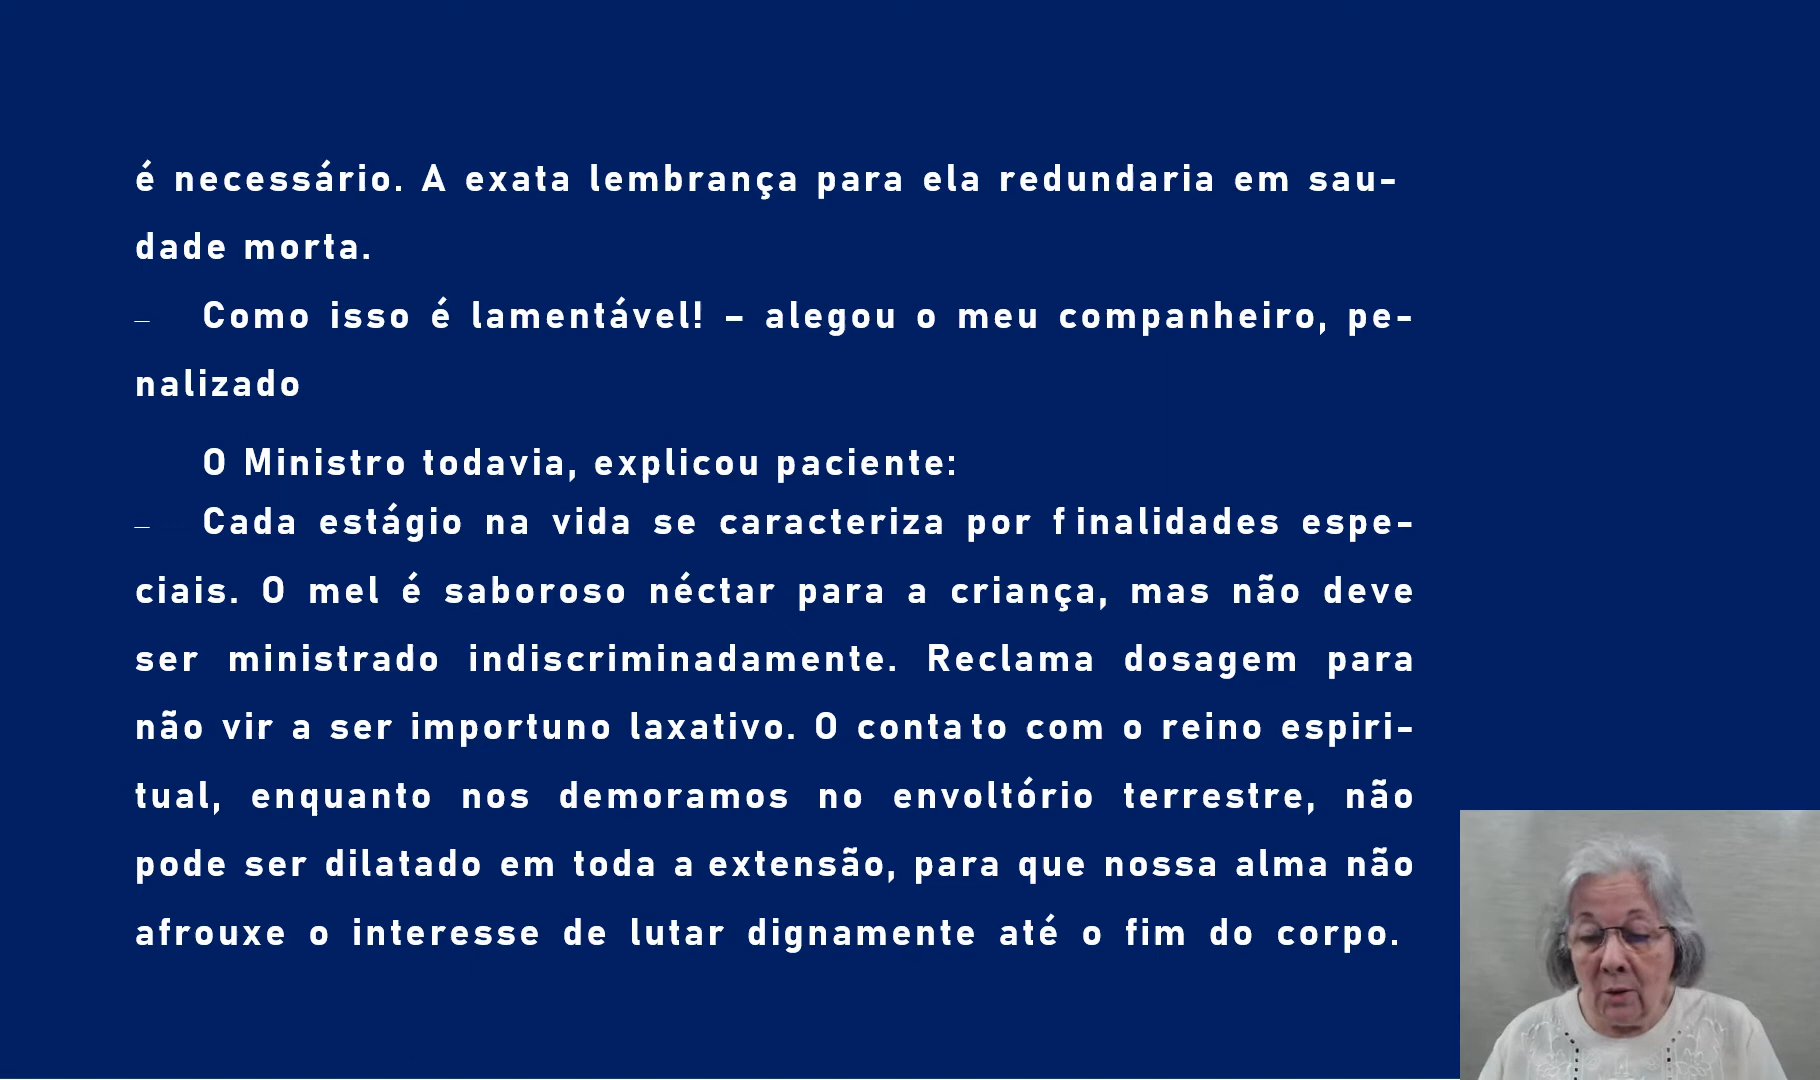 é necessário. A exata lembrança para ela redundaria em sau-
dade morta.
– Como isso é lamentável! – alegou o meu companheiro, pe-
nalizado
O Ministro todavia, explicou paciente:
– Cada estágio na vida se caracteriza por finalidades espe-
ciais. O mel é saboroso néctar para a criança, mas não deve
ser ministrado indiscriminadamente. Reclama dosagem para
não vir a ser importuno laxativo. O contato com o reino espiri-
tual, enquanto nos demoramos no envoltório terrestre, não
pode ser dilatado em toda a extensão, para que nossa alma não
afrouxe o interesse de lutar dignamente até o fim do corpo.